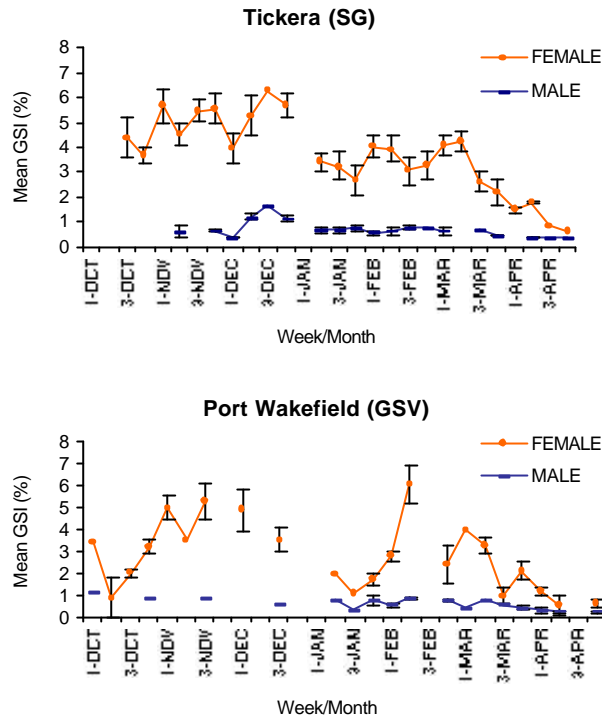 Tickera (SG)
8
7
6
5
4
3
2
1
0
Mean GSI (%)
FEMALE
MALE
1-OCT
3-OCT
1-NOV
3-NOV
1-DEC
3-DEC
1-JAN
3-JAN
1-FEB
3-FEB
1-MAR
3-MAR
1-APR
3-APR
Week/Month
Port Wakefield (GSV)
8
7
6
5
4
3
2
1
0
Mean GSI (%)
FEMALE
MALE
1-OCT
3-OCT
1-NOV
3-NOV
1-DEC
3-DEC
1-JAN
3-JAN
1-FEB
3-FEB
1-MAR
3-MAR
1-APR
3-APR
Week/Month